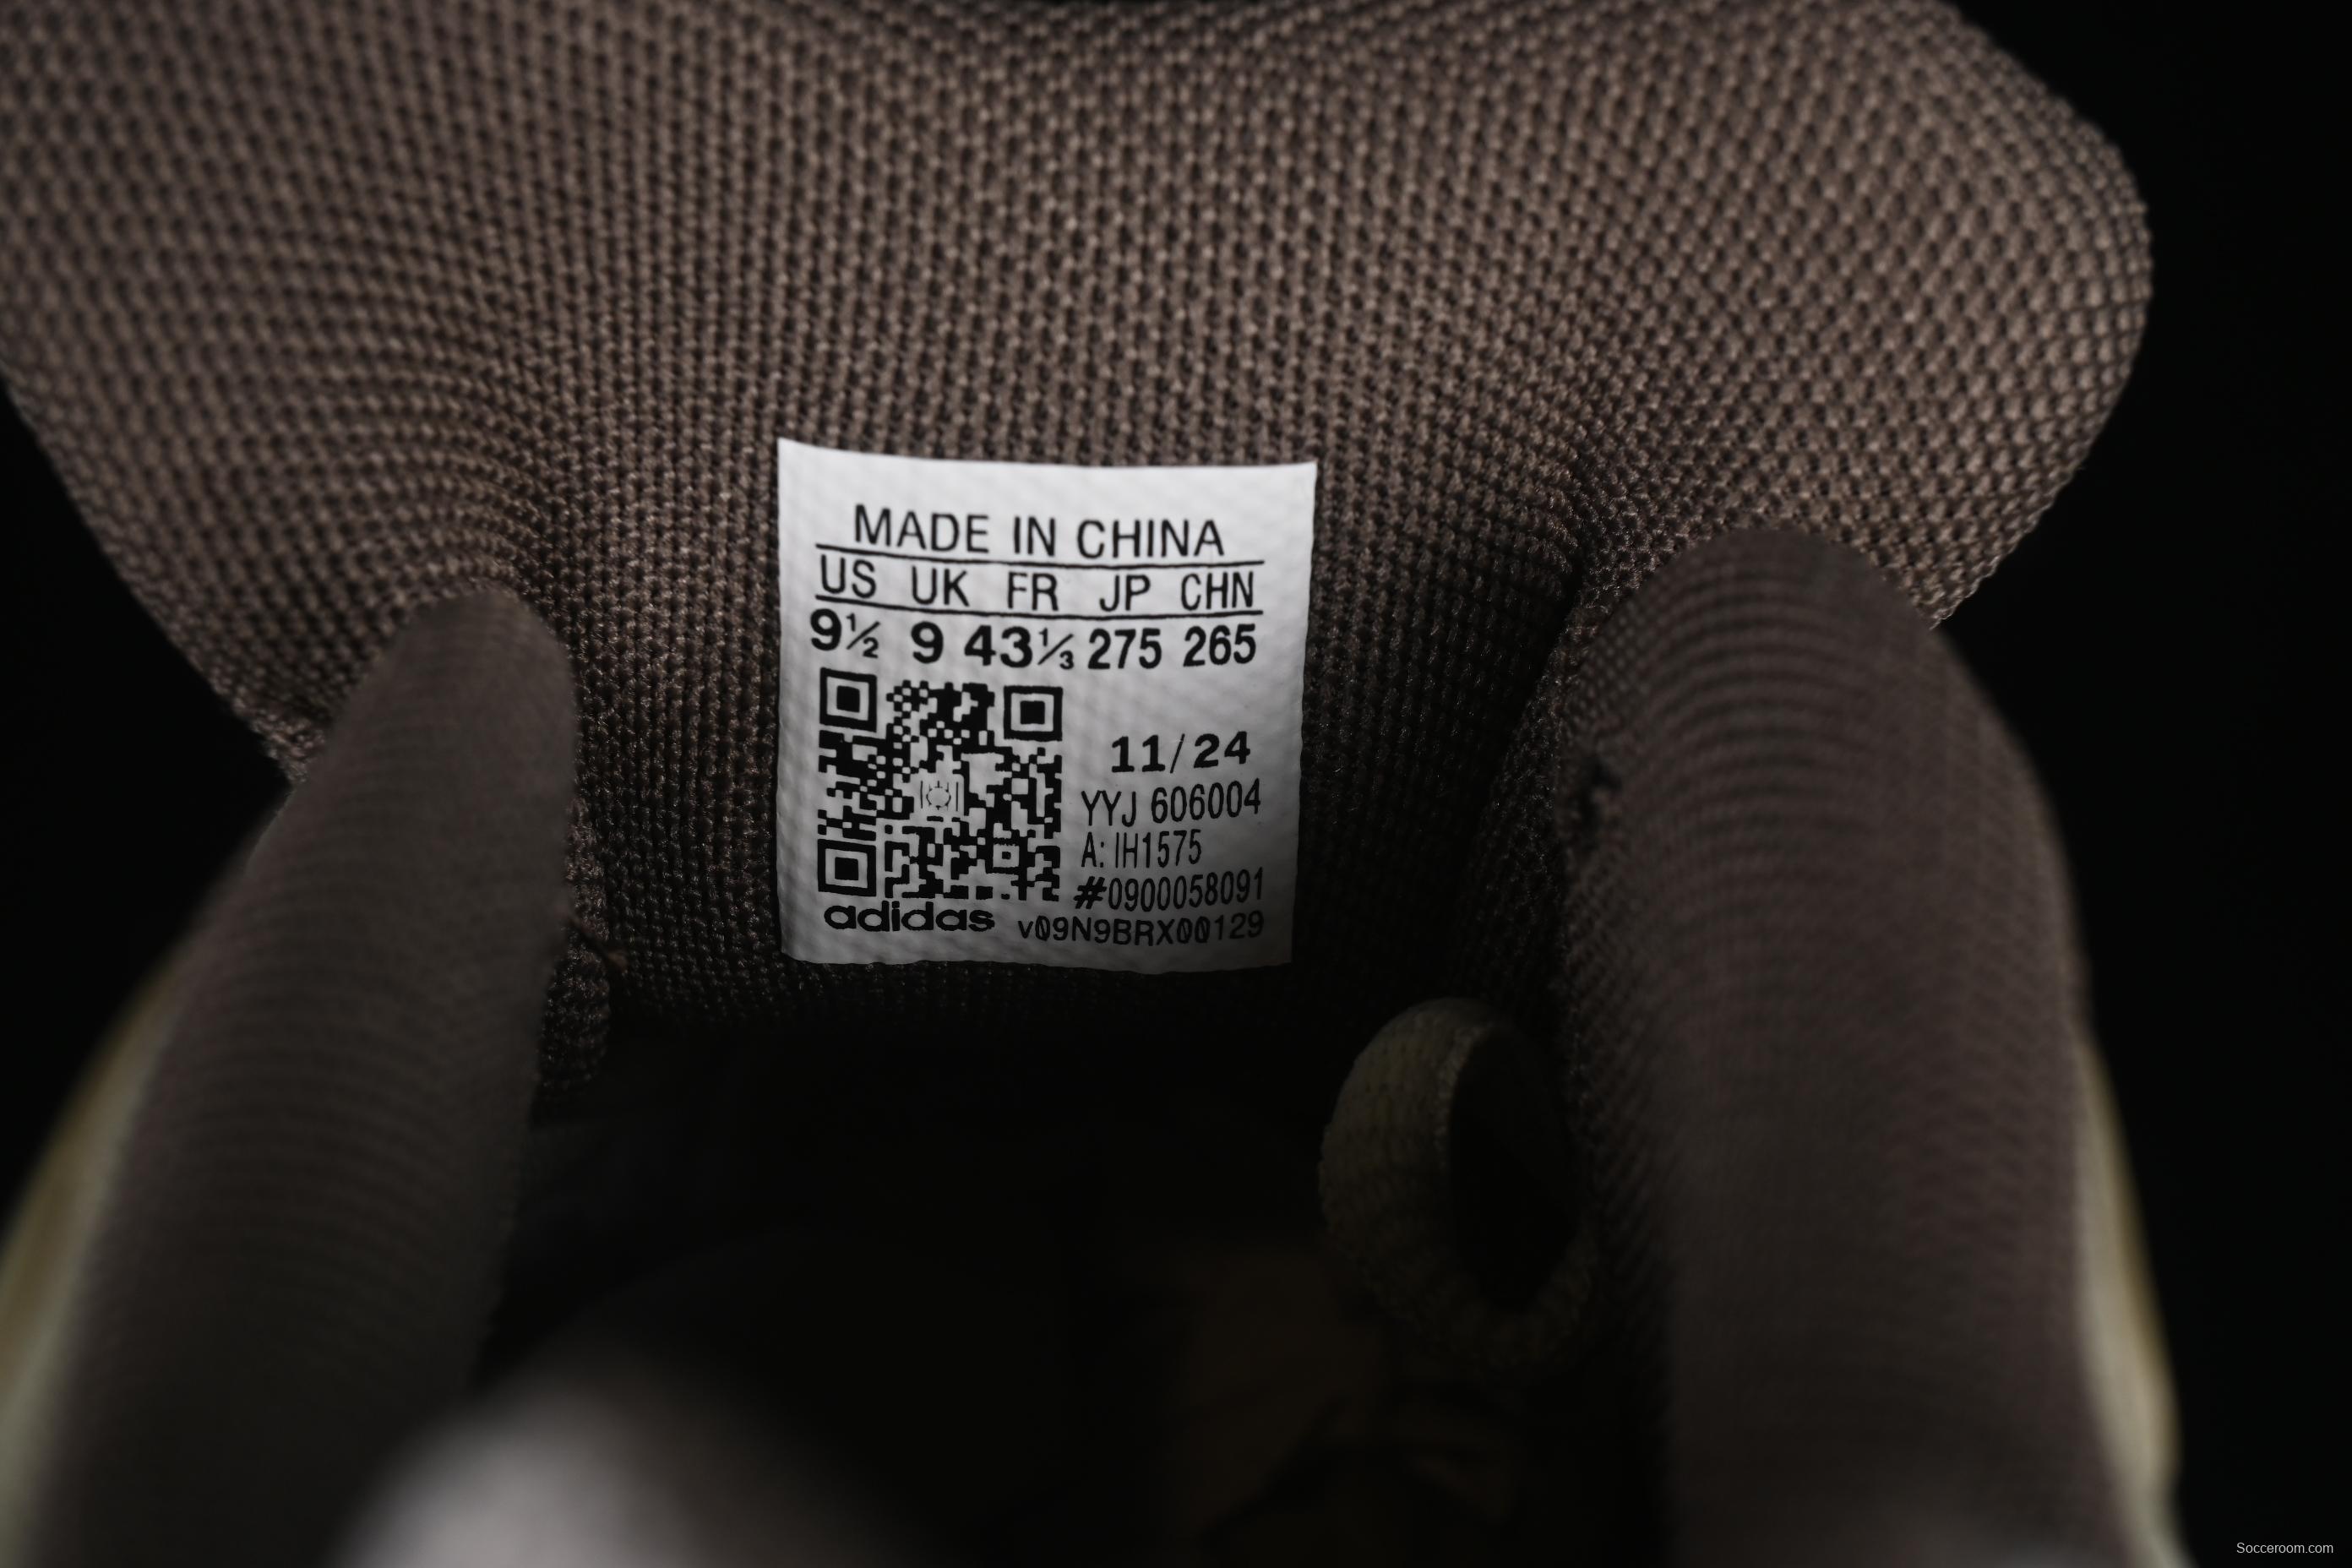 MADE IN CHINA
US UK FR JP CHN
9½ 9 43⅓ 275 265
11/24
YYJ 606004
A: IH1575
#0900058091
adidas v09N9BRX00129
Socceroom.com